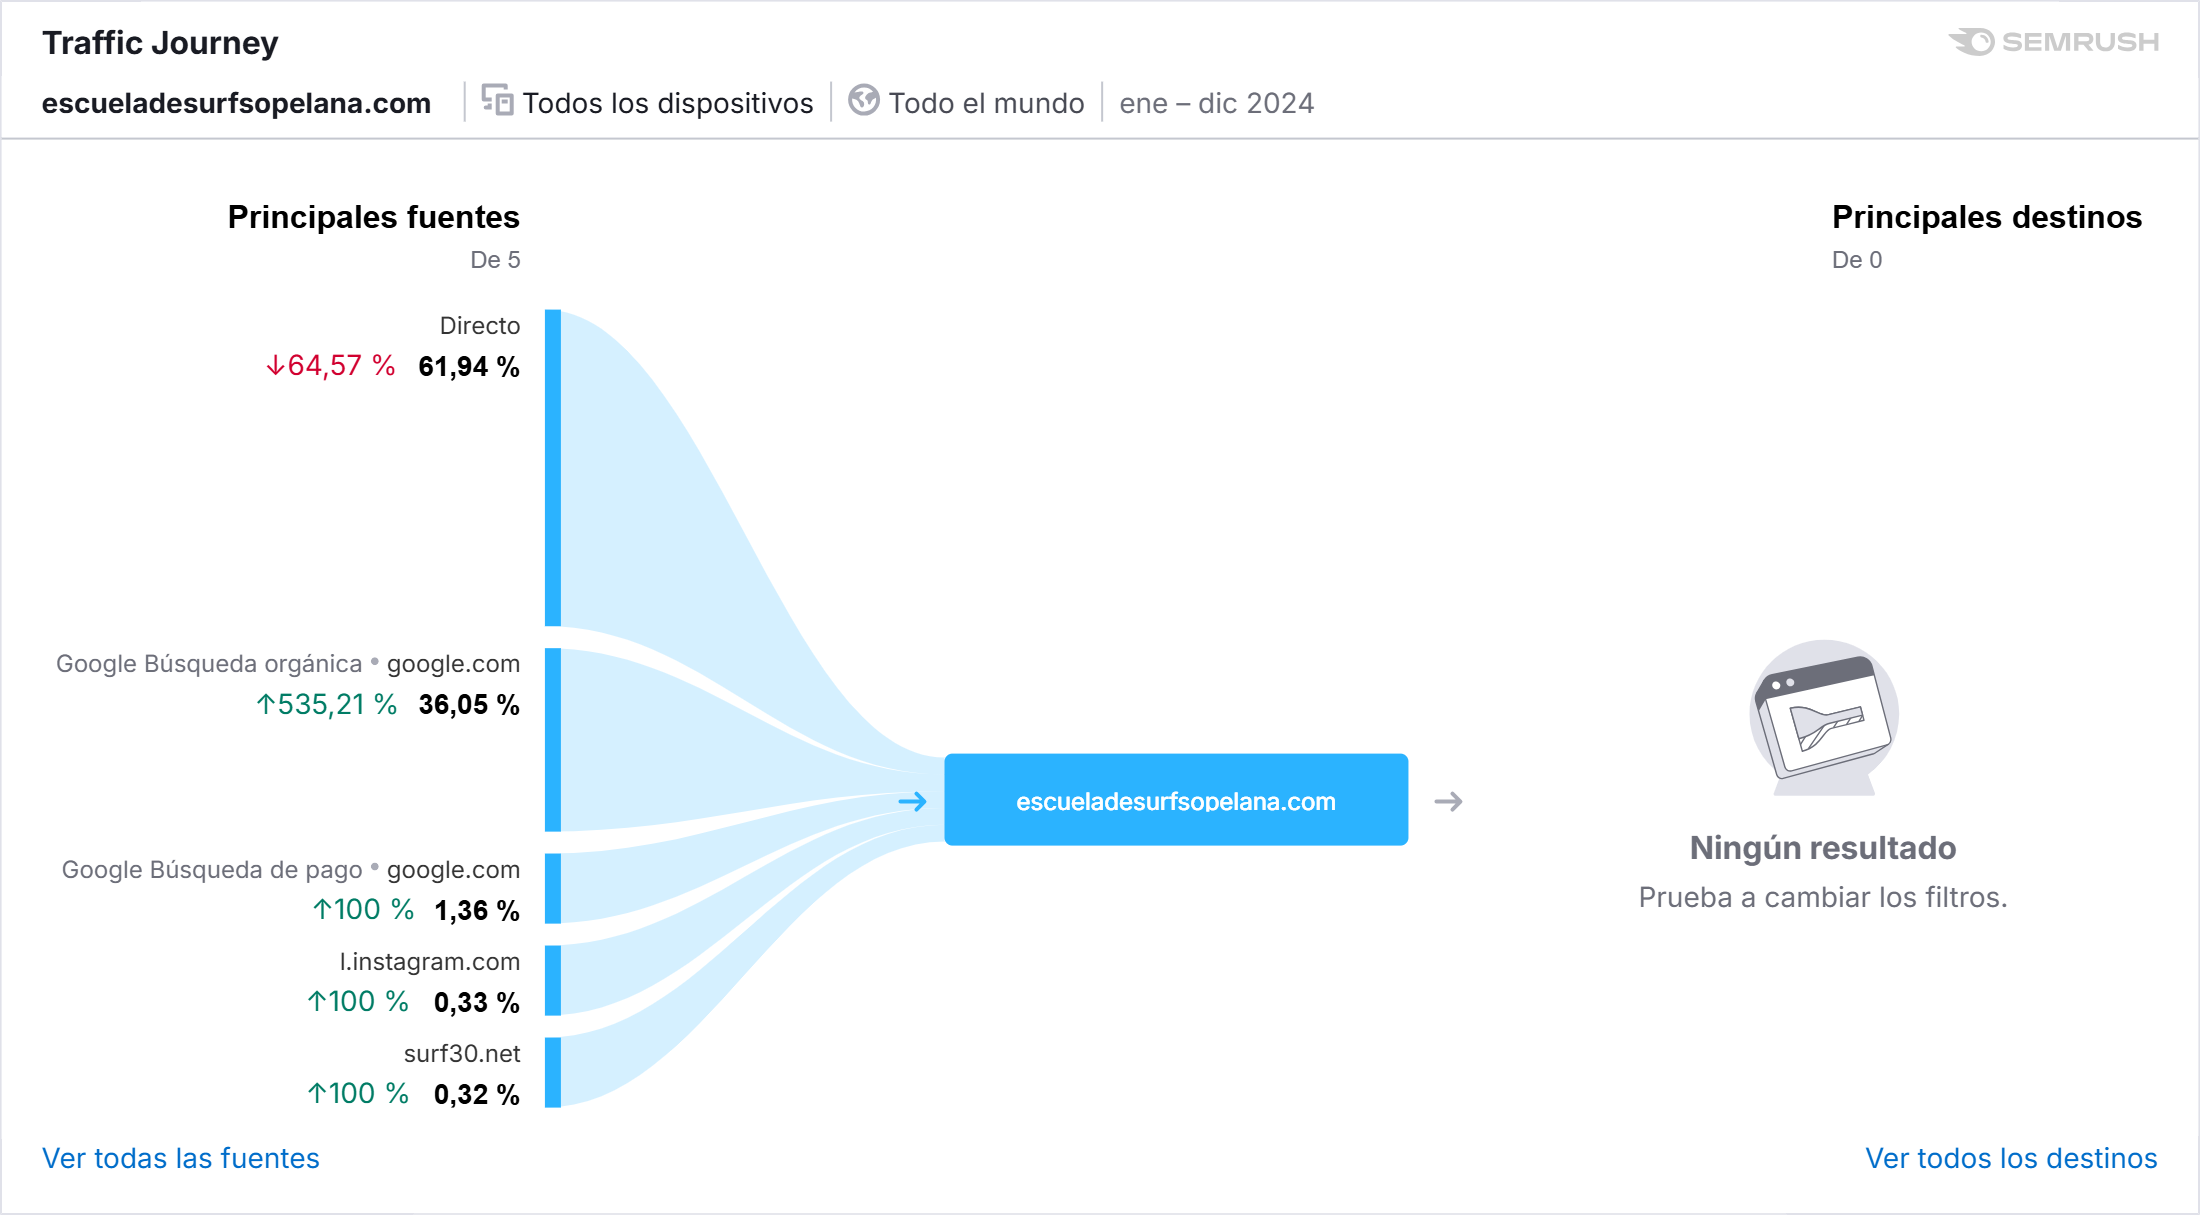 Traffic Journey
SEMRUSH
escueladesurfsopelana.com Todos los dispositivos Todo el mundo ene – dic 2024
Principales fuentes
De 5
Directo
↓64,57 % 61,94 %
Google Búsqueda orgánica • google.com
↑535,21 % 36,05 %
Google Búsqueda de pago • google.com
↑100 % 1,36 %
l.instagram.com
↑100 % 0,33 %
surf30.net
↑100 % 0,32 %
Ver todas las fuentes
→ escueladesurfsopelana.com →
Principales destinos
De 0
Ningún resultado
Prueba a cambiar los filtros.
Ver todos los destinos